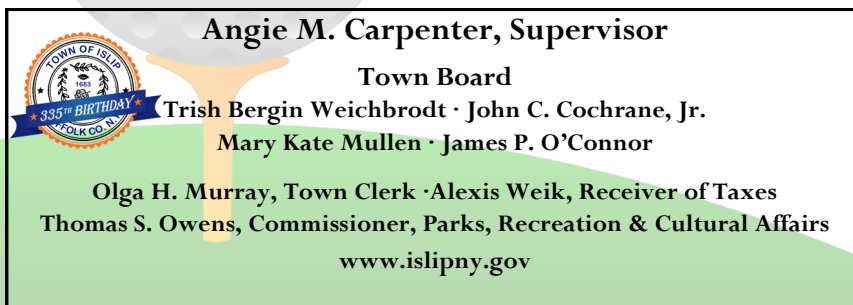 Angie M. Carpenter, Supervisor
Town Board
Trish Bergin Weichbrodt · John C. Cochrane, Jr.
Mary Kate Mullen · James P. O’Connor
Olga H. Murray, Town Clerk ·Alexis Weik, Receiver of Taxes
Thomas S. Owens, Commissioner, Parks, Recreation & Cultural Affairs
www.islipny.gov
TOWN OF ISLIP
1683
335TH BIRTHDAY
FFOLK CO. N.